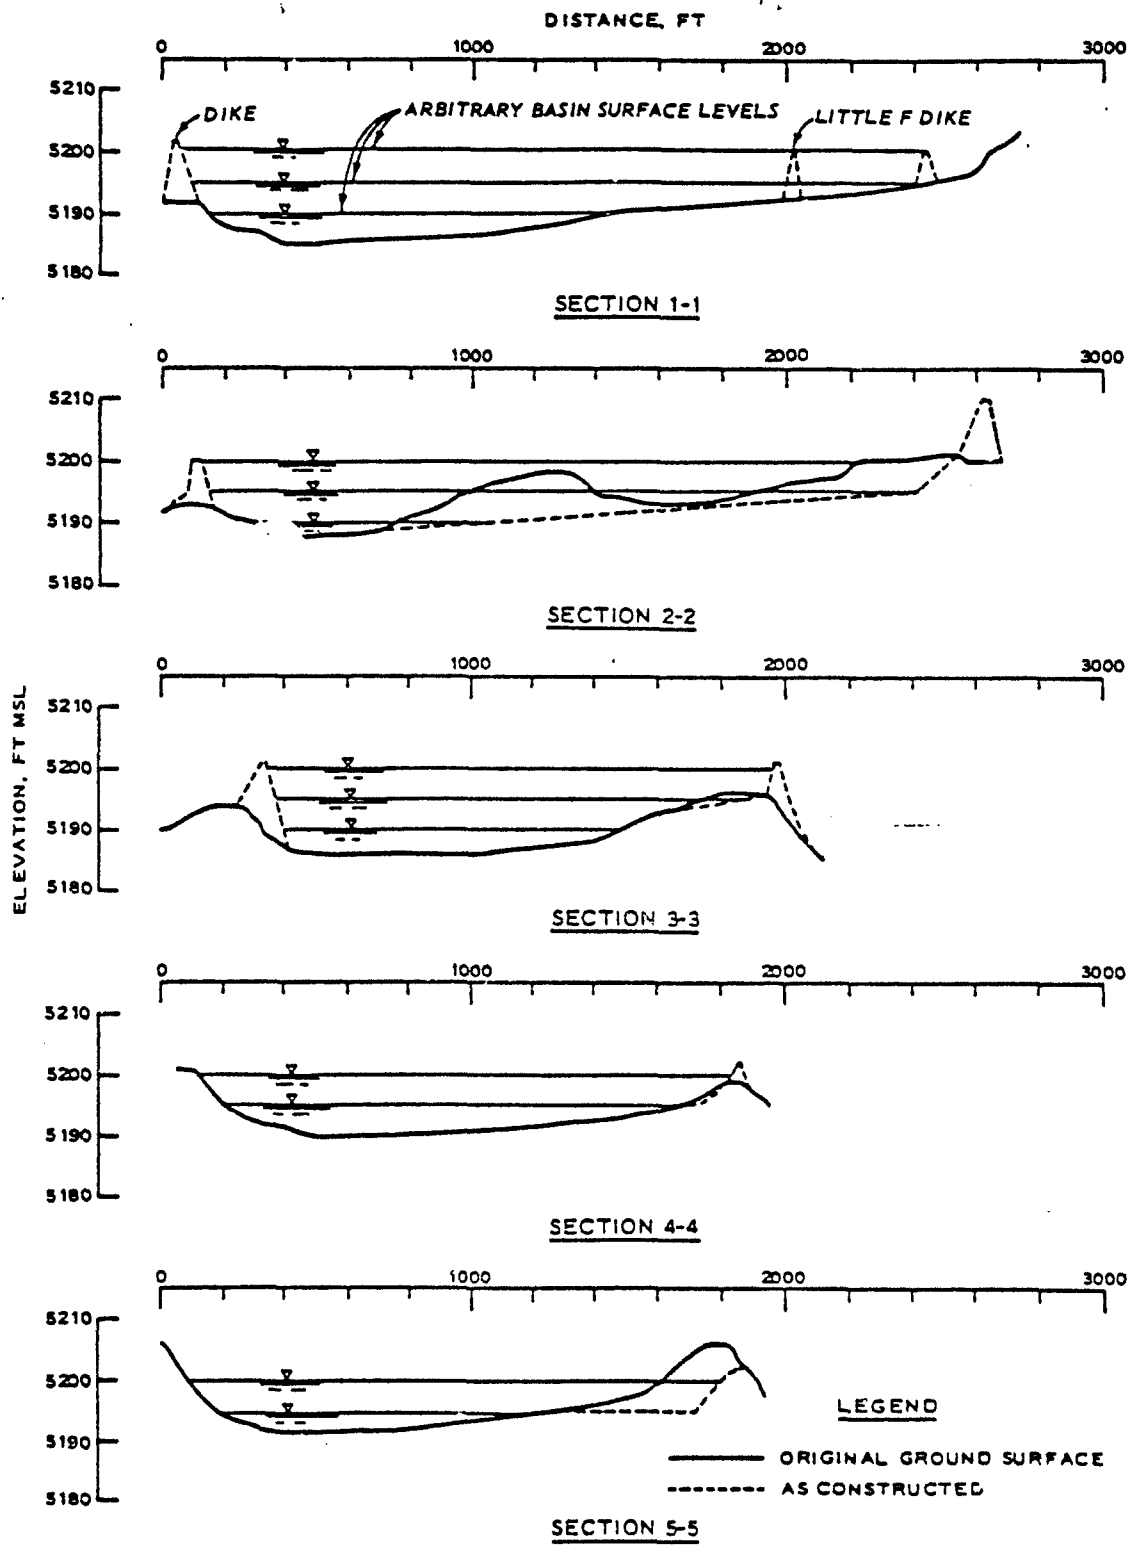 DISTANCE, FT
0 1000 2000 3000
5210
DIKE
ARBITRARY BASIN SURFACE LEVELS
LITTLE F DIKE
5200
5190
5180
SECTION 1-1
0 1000 2000 3000
5210
5200
5190
5180
SECTION 2-2
0 1000 2000 3000
ELEVATION, FT MSL
5210
5200
5190
5180
SECTION 3-3
0 1000 2000 3000
5210
5200
5190
5180
SECTION 4-4
0 1000 2000 3000
5210
5200
5190
5180
LEGEND
ORIGINAL GROUND SURFACE
AS CONSTRUCTED
SECTION 5-5